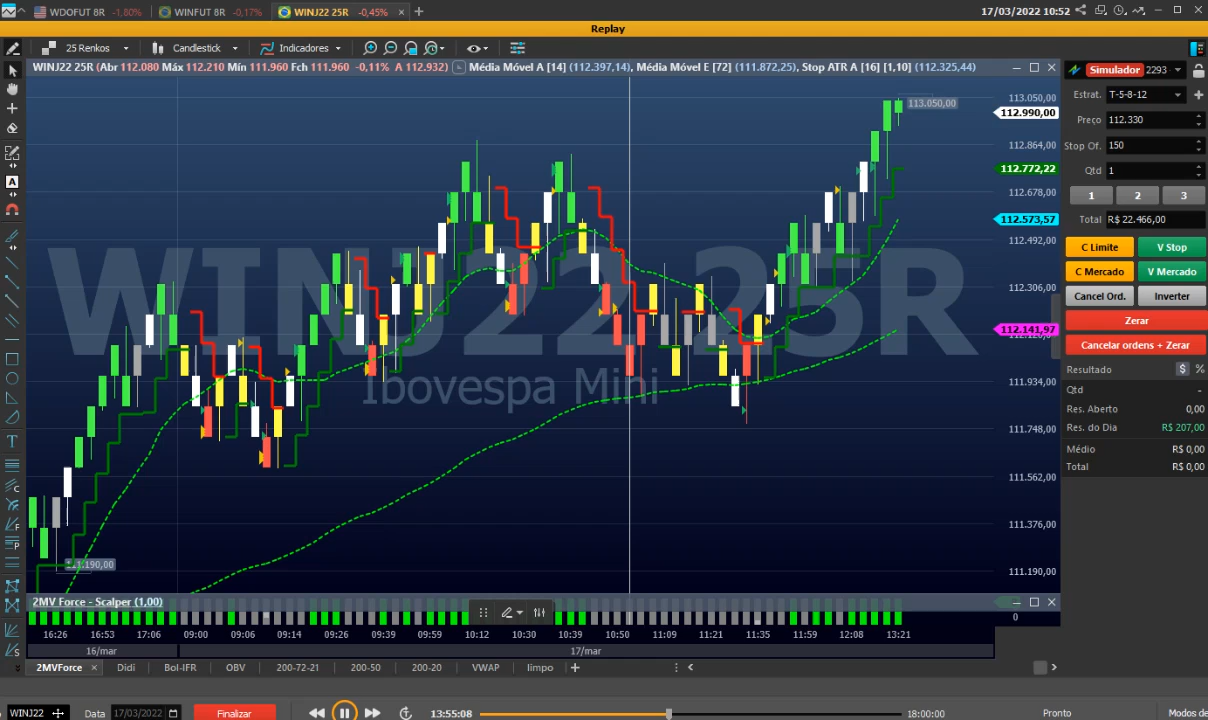 WDOFUT 8R -1,80%
WINFUT 8R -0,17%
WINJ22 25R -0,45% × +
17/03/2022 10:52
Replay
25 Renkos
Candlestick
Indicadores
WINJ22 25R (Abr 112.080 Máx 112.210 Mín 111.960 Fch 111.960 -0,11% A 112.932) Média Móvel A [14] (112.397,14), Média Móvel E [72] (111.872,25), Stop ATR A [16] [1,10] (112.325,44)
113.050,00
113.050,00
112.990,00
112.864,00
112.772,22
112.678,00
112.573,57
112.492,00
112.306,00
112.141,97
111.934,00
111.748,00
111.562,00
111.376,00
111.190,00
WINJ22 25R
Ibovespa Mini
2MV Force - Scalper (1,00)
0
16:26 16:53 17:06 09:00 09:06 09:14 09:26 09:39 09:59 10:12 10:30 10:39 10:50 11:09 11:21 11:35 11:59 12:08 13:21
16/mar 17/mar
2MVForce × Didi Bol-IFR OBV 200-72-21 200-50 200-20 VWAP limpo +
WINJ22
Data 17/03/2022
Finalizar
13:55:08
18:00:00
Pronto
Modos de
Simulador 2293
Estrat. T-5-8-12
Preço 112.330
Stop Of. 150
Qtd 1
1 2 3
Total R$ 22.466,00
C Limite V Stop
C Mercado V Mercado
Cancel Ord. Inverter
Zerar
Cancelar ordens + Zerar
Resultado $ %
Qtd -
Res. Aberto 0,00
Res. do Dia R$ 207,00
Médio R$ 0,00
Total R$ 0,00